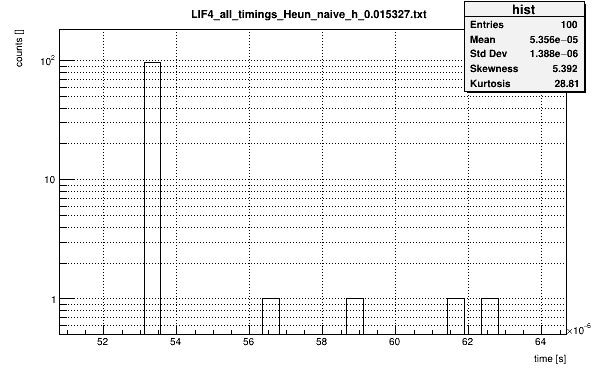 LIF4_all_timings_Heun_naive_h_0.015327.txt
hist
Entries 100
Mean 5.356e−05
Std Dev 1.388e−06
Skewness 5.392
Kurtosis 28.81
counts []
10²
10
1
52 54 56 58 60 62 64
×10⁻⁶
time [s]